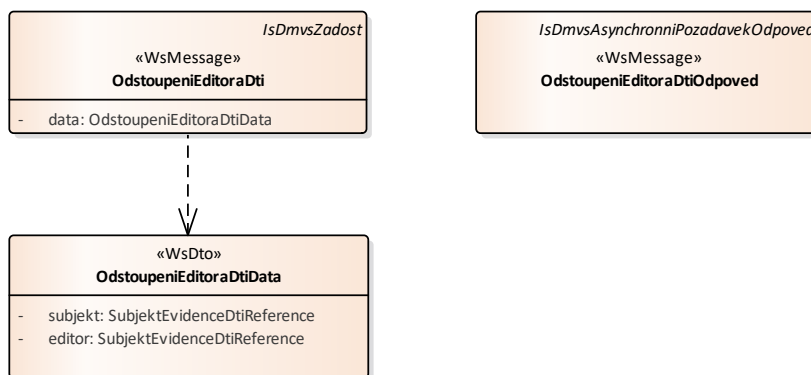 IsDmvsZadost
«WsMessage»
OdstoupeniEditoraDti
- data: OdstoupeniEditoraDtiData
IsDmvsAsynchronniPozadavekOdpoved
«WsMessage»
OdstoupeniEditoraDtiOdpoved
«WsDto»
OdstoupeniEditoraDtiData
- subjekt: SubjektEvidenceDtiReference
- editor: SubjektEvidenceDtiReference